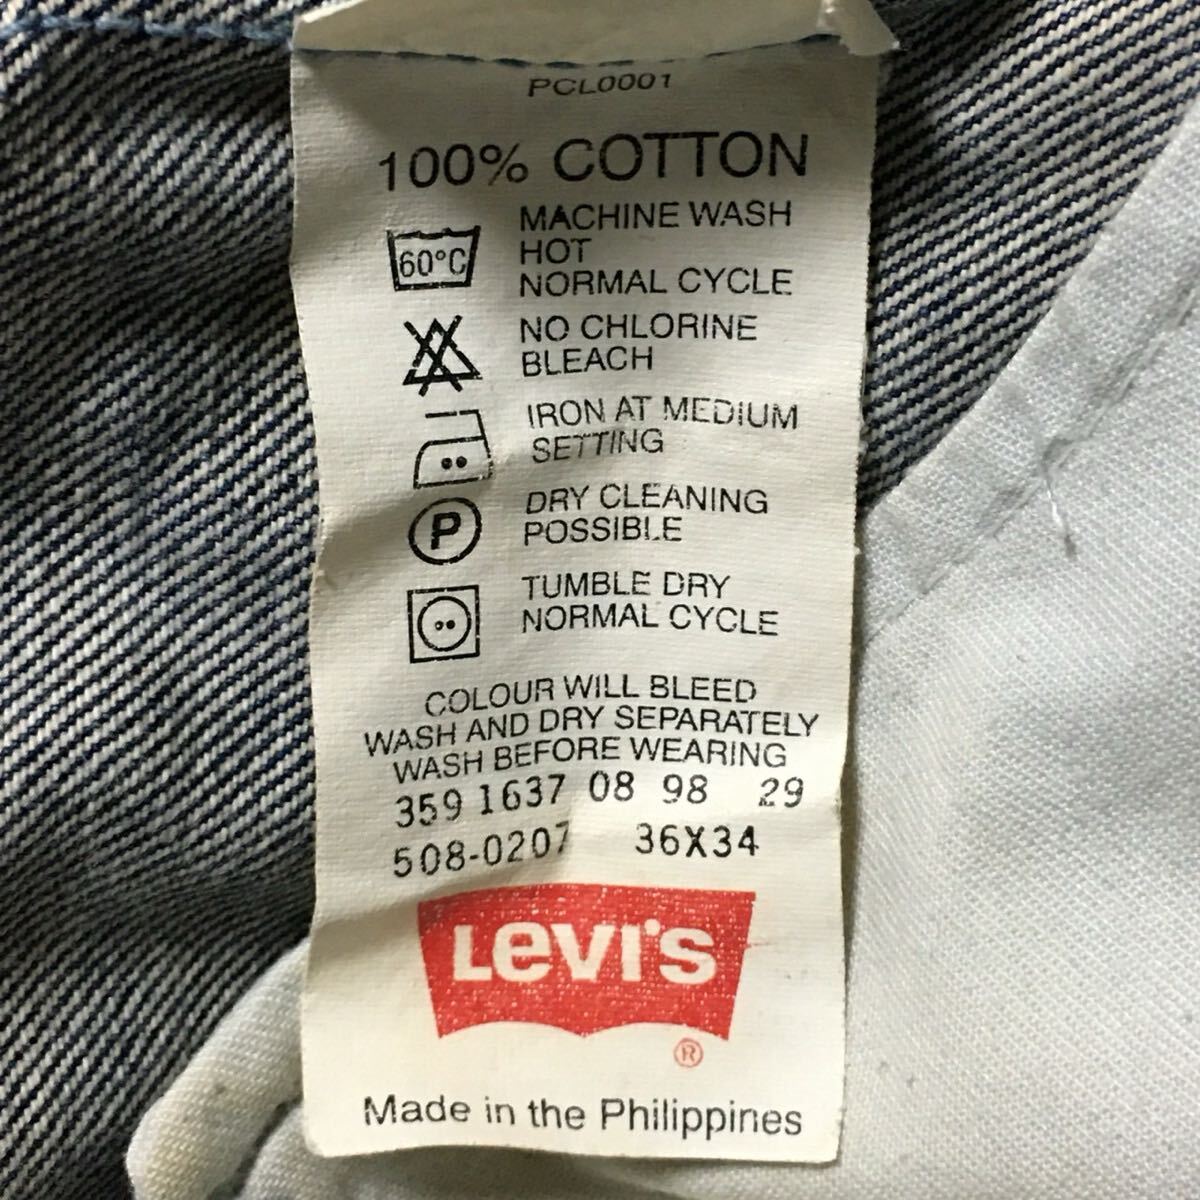 PCL0001
100% COTTON
60°C
MACHINE WASH
HOT
NORMAL CYCLE
NO CHLORINE
BLEACH
IRON AT MEDIUM
SETTING
P
DRY CLEANING
POSSIBLE
TUMBLE DRY
NORMAL CYCLE
COLOUR WILL BLEED
WASH AND DRY SEPARATELY
WASH BEFORE WEARING
359 1637 08 98 29
508-0207 36X34
Levi's
®
Made in the Philippines